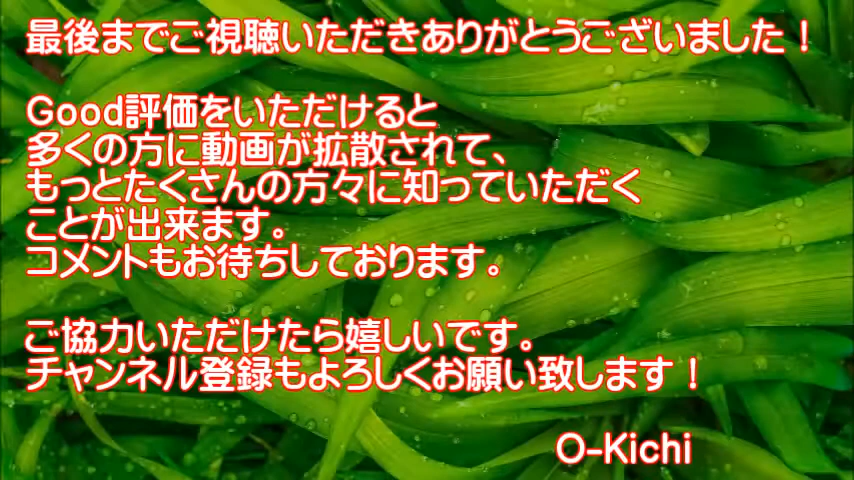 最後までご視聴いただきありがとうございました！
Good評価をいただけると
多くの方に動画が拡散されて、
もっとたくさんの方々に知っていただく
ことが出来ます。
コメントもお待ちしております。
ご協力いただけたら嬉しいです。
チャンネル登録もよろしくお願い致します！
O-Kichi